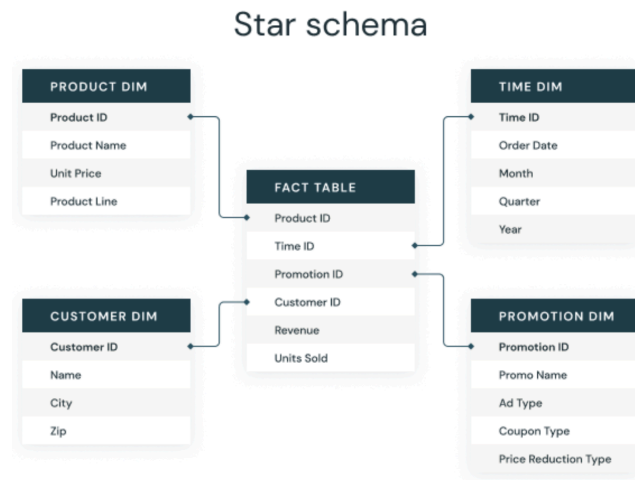 Star schema
PRODUCT DIM
Product ID
Product Name
Unit Price
Product Line
TIME DIM
Time ID
Order Date
Month
Quarter
Year
FACT TABLE
Product ID
Time ID
Promotion ID
Customer ID
Revenue
Units Sold
CUSTOMER DIM
Customer ID
Name
City
Zip
PROMOTION DIM
Promotion ID
Promo Name
Ad Type
Coupon Type
Price Reduction Type